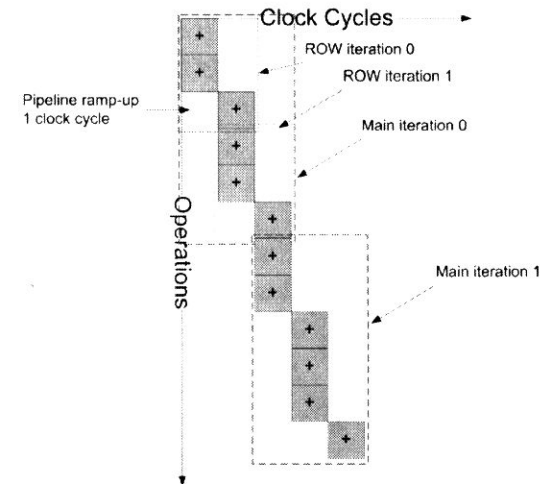 Clock Cycles
ROW iteration 0
ROW iteration 1
Pipeline ramp-up
1 clock cycle
Main iteration 0
Operations
Main iteration 1
+
+
+
+
+
+
+
+
+
+
+
+